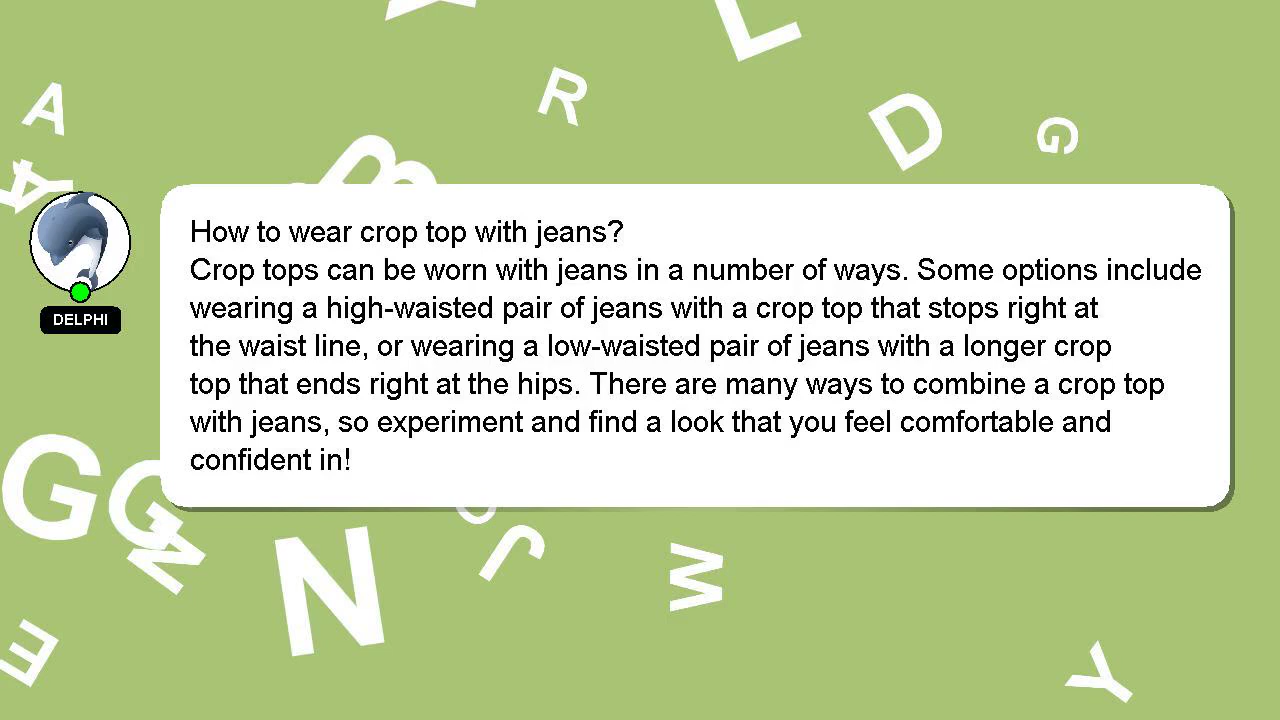 A
R
L
D
G
A
Y
B
DELPHI
How to wear crop top with jeans?
Crop tops can be worn with jeans in a number of ways. Some options include
wearing a high-waisted pair of jeans with a crop top that stops right at
the waist line, or wearing a low-waisted pair of jeans with a longer crop
top that ends right at the hips. There are many ways to combine a crop top
with jeans, so experiment and find a look that you feel comfortable and
confident in!
G
G
N
N
J
W
E
Y